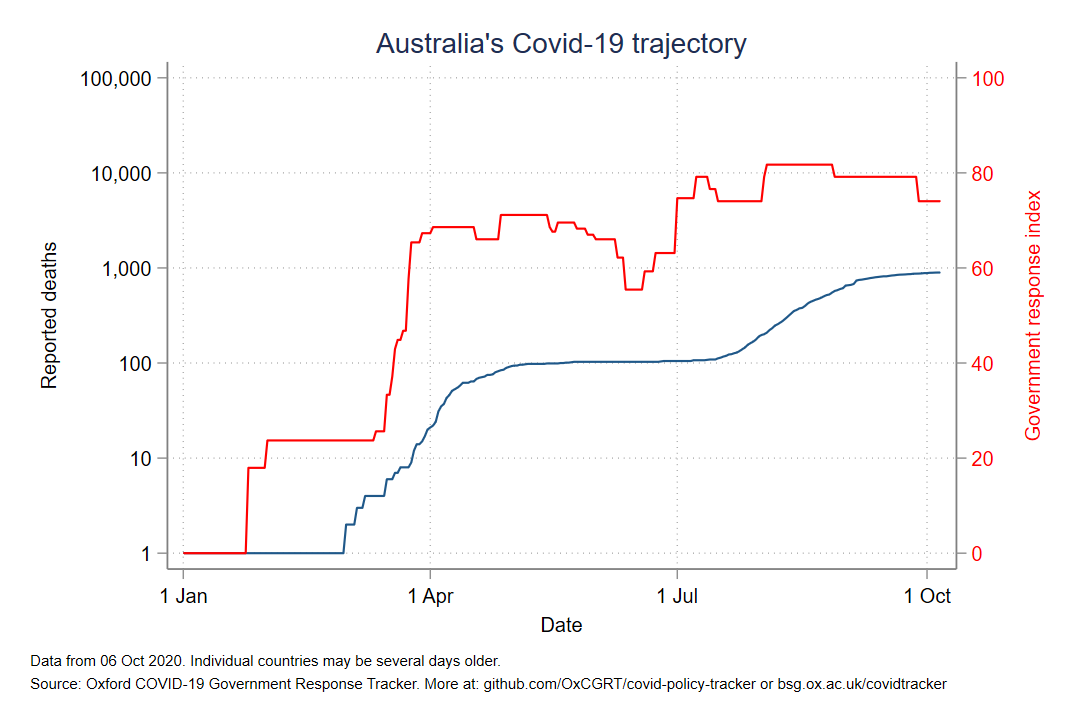 Australia's Covid-19 trajectory
100,000
10,000
1,000
100
10
1
Reported deaths
100
80
60
40
20
0
Government response index
1 Jan
1 Apr
1 Jul
1 Oct
Date
Data from 06 Oct 2020. Individual countries may be several days older.
Source: Oxford COVID-19 Government Response Tracker. More at: github.com/OxCGRT/covid-policy-tracker or bsg.ox.ac.uk/covidtracker